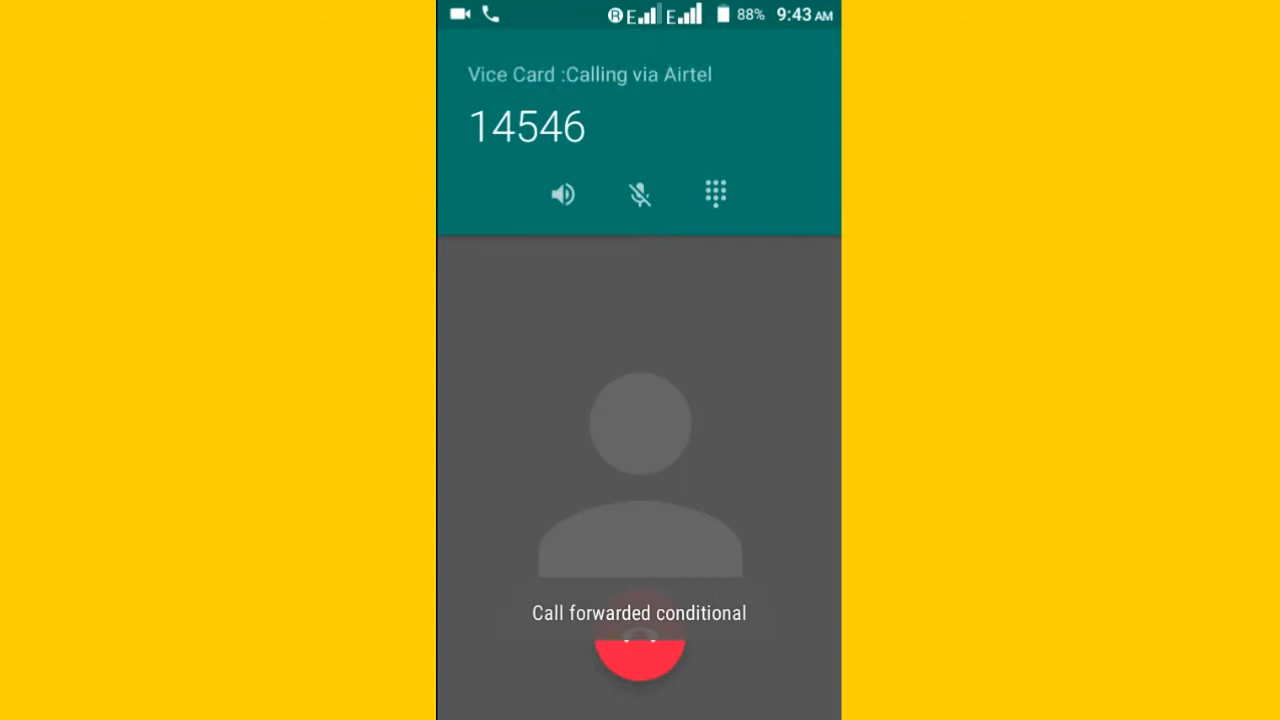 R E E 88% 9:43 AM
Vice Card :Calling via Airtel
14546
Call forwarded conditional